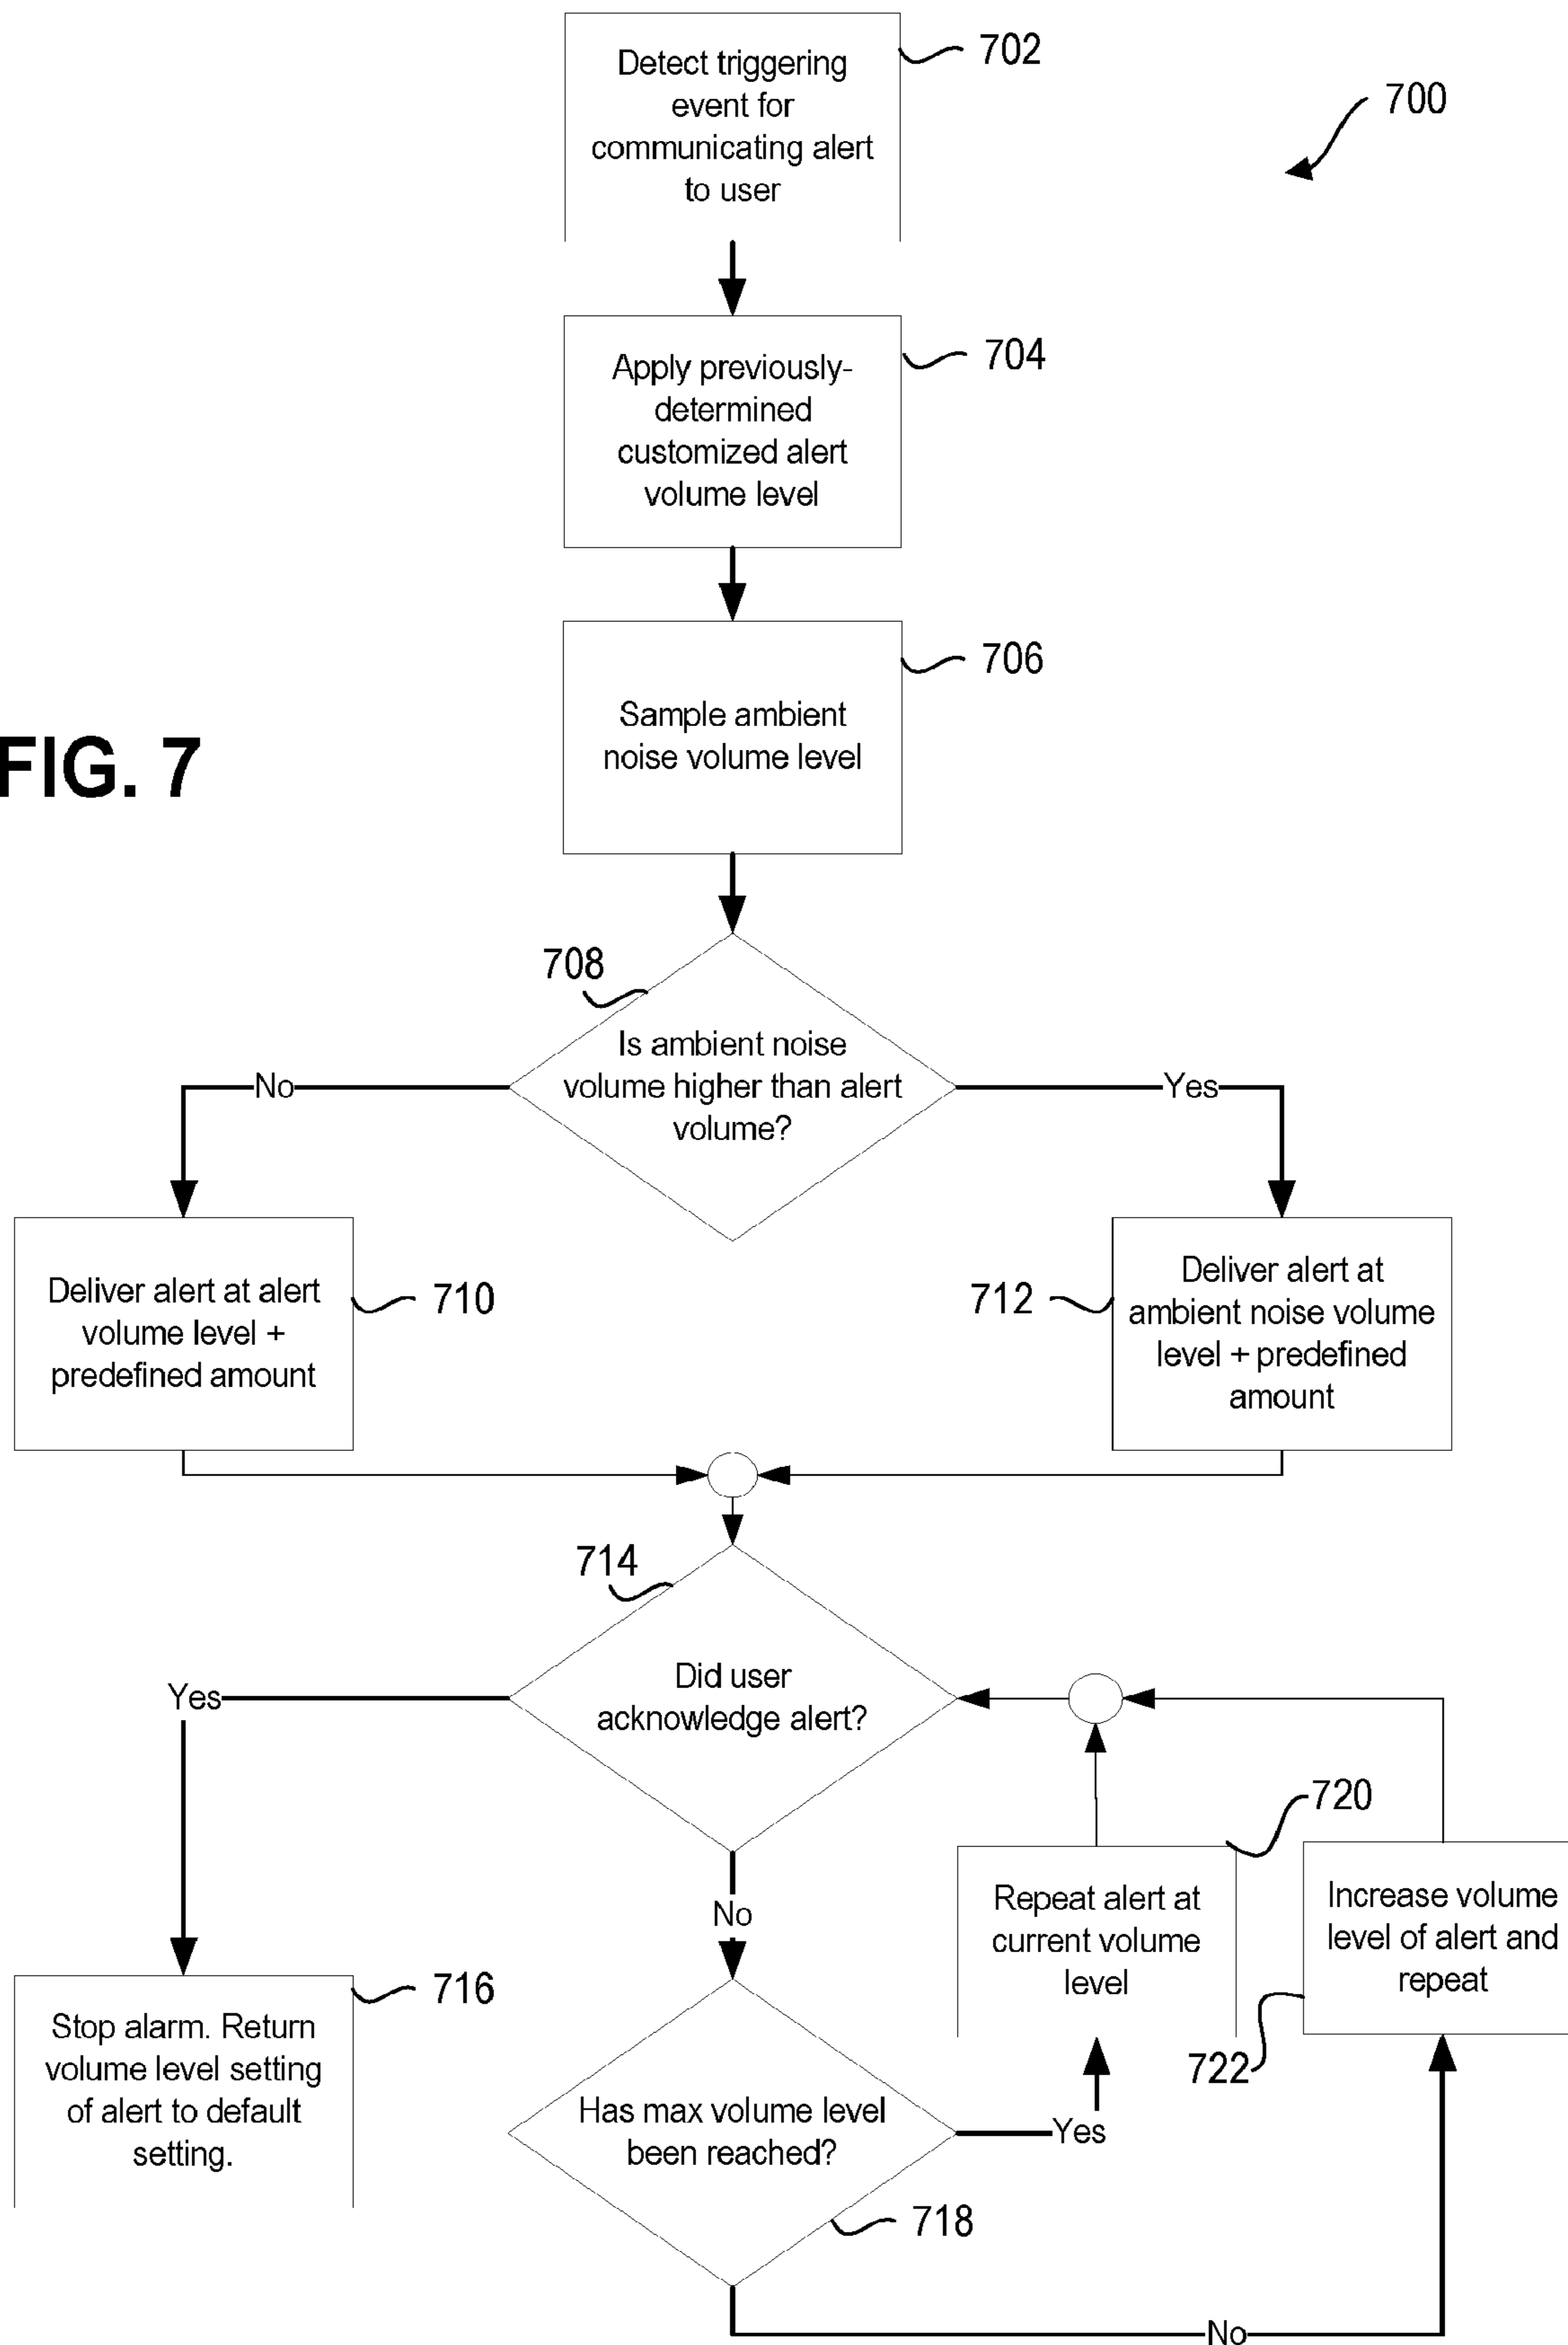 Detect triggering
event for
communicating alert
to user
702
700
Apply previously-
determined
customized alert
volume level
704
Sample ambient
noise volume level
706
FIG. 7
708
Is ambient noise
volume higher than alert
volume?
No
Yes
Deliver alert at alert
volume level +
predefined amount
710
712
Deliver alert at
ambient noise volume
level + predefined
amount
714
Did user
acknowledge alert?
Yes
No
720
Repeat alert at
current volume
level
Increase volume
level of alert and
repeat
722
716
Stop alarm. Return
volume level setting
of alert to default
setting.
Has max volume level
been reached?
Yes
718
No